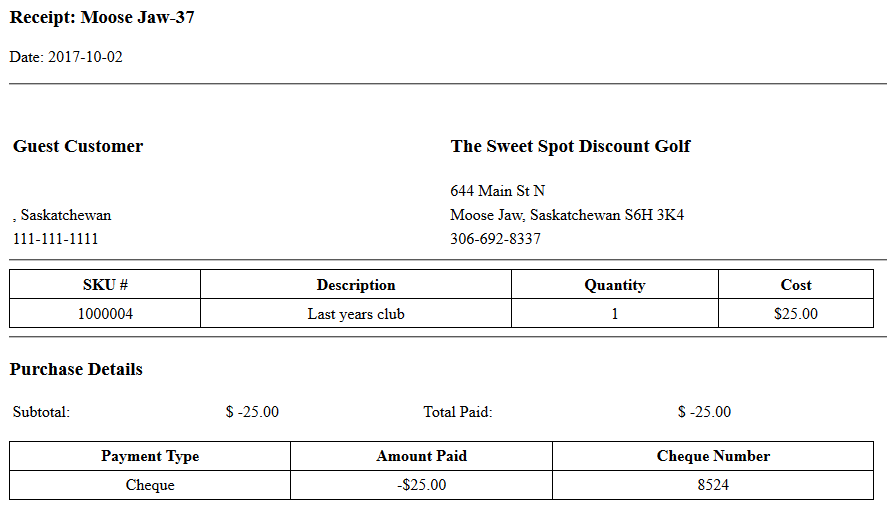 Receipt: Moose Jaw-37
Date: 2017-10-02
Guest Customer
, Saskatchewan
111-111-1111
The Sweet Spot Discount Golf
644 Main St N
Moose Jaw, Saskatchewan S6H 3K4
306-692-8337
SKU # Description Quantity Cost
1000004 Last years club 1 $25.00
Purchase Details
Subtotal: $ -25.00 Total Paid: $ -25.00
Payment Type Amount Paid Cheque Number
Cheque -$25.00 8524